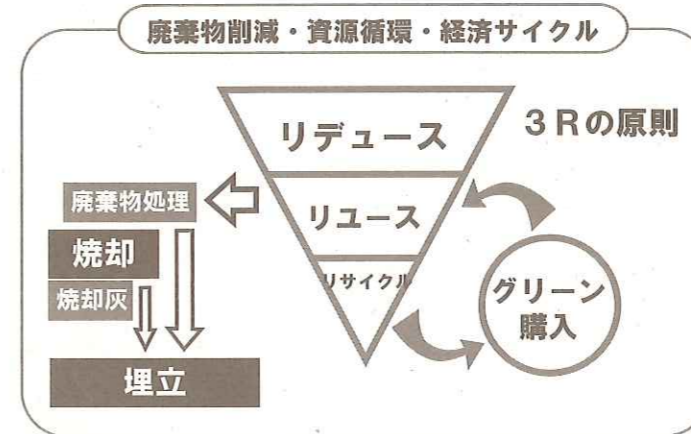 廃棄物削減・資源循環・経済サイクル
リデュース
3Rの原則
廃棄物処理
リユース
焼却
リサイクル
焼却灰
グリーン
購入
埋立